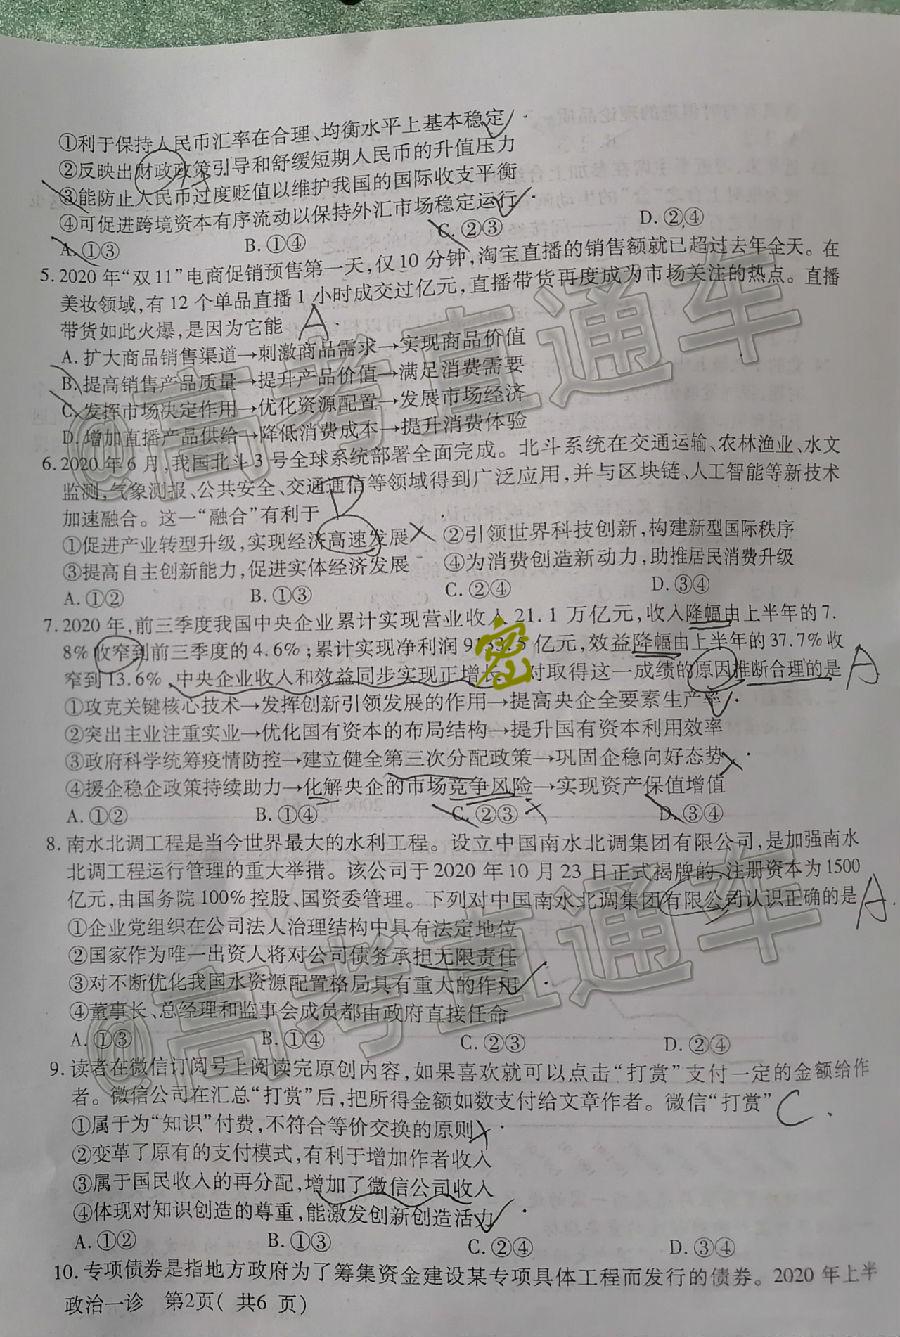 ①利于保持人民币汇率在合理、均衡水平上基本稳定
②反映出财政政策引导和舒缓短期人民币的升值压力
③能防止人民币过度贬值以维护我国的国际收支平衡
④可促进跨境资本有序流动以保持外汇市场稳定运行
A.①③ B.①④ C.②③ D.②④
5.2020年“双11”电商促销预售第一天,仅10分钟,淘宝直播的销售额就已超过去年全天。在
美妆领域,有12个单品直播1小时成交过亿元,直播带货再度成为市场关注的热点。直播
带货如此火爆,是因为它能 A
A.扩大商品销售渠道→刺激商品需求→实现商品价值
B.提高销售产品质量→提升产品价值→满足消费需要
C.发挥市场决定作用→优化资源配置→发展市场经济
D.增加直播产品供给→降低消费成本→提升消费体验
6.2020年6月,我国北斗3号全球系统部署全面完成。北斗系统在交通运输、农林渔业、水文
监测,气象测报、公共安全、交通通信等领域得到广泛应用,并与区块链、人工智能等新技术
加速融合。这一“融合”有利于 D
①促进产业转型升级,实现经济高速发展 ②引领世界科技创新,构建新型国际秩序
③提高自主创新能力,促进实体经济发展 ④为消费创造新动力,助推居民消费升级
A.①② B.①③ C.②④ D.③④
7.2020年,前三季度我国中央企业累计实现营业收入21.1万亿元,收入降幅由上半年的7.
8%收窄到前三季度的4.6%;累计实现净利润9 3.5亿元,效益降幅由上半年的37.7%收
密
窄到13.6%,中央企业收入和效益同步实现正增长。对取得这一成绩的原因推断合理的是 A
①攻克关键核心技术→发挥创新引领发展的作用→提高央企全要素生产率
②突出主业注重实业→优化国有资本的布局结构→提升国有资本利用效率
③政府科学统筹疫情防控→建立健全第三次分配政策→巩固企稳向好态势
④援企稳企政策持续助力→化解央企的市场竞争风险→实现资产保值增值
A.①② B.①④ C.②③ D.③④
8.南水北调工程是当今世界最大的水利工程。设立中国南水北调集团有限公司,是加强南水
北调工程运行管理的重大举措。该公司于2020年10月23日正式揭牌的,注册资本为1500
亿元,由国务院100%控股、国资委管理。下列对中国南水北调集团有限公司认识正确的是 A
①企业党组织在公司法人治理结构中具有法定地位
②国家作为唯一出资人将对公司债务承担无限责任
③对不断优化我国水资源配置格局具有重大的作用
④董事长、总经理和监事会成员都由政府直接任命
A.①③ B.①④ C.②③ D.②④
9.读者在微信订阅号上阅读完原创内容,如果喜欢就可以点击“打赏”支付一定的金额给作
者。微信公司在汇总“打赏”后,把所得金额如数支付给文章作者。微信“打赏” C
①属于为“知识”付费,不符合等价交换的原则
②变革了原有的支付模式,有利于增加作者收入
③属于国民收入的再分配,增加了微信公司收入
④体现对知识创造的尊重,能激发创新创造活力
A.①② B.①③ C.②④ D.③④
10.专项债券是指地方政府为了筹集资金建设某专项具体工程而发行的债券。2020年上半
政治一诊 第2页(共6页)
@高考直通车
@高考直通车